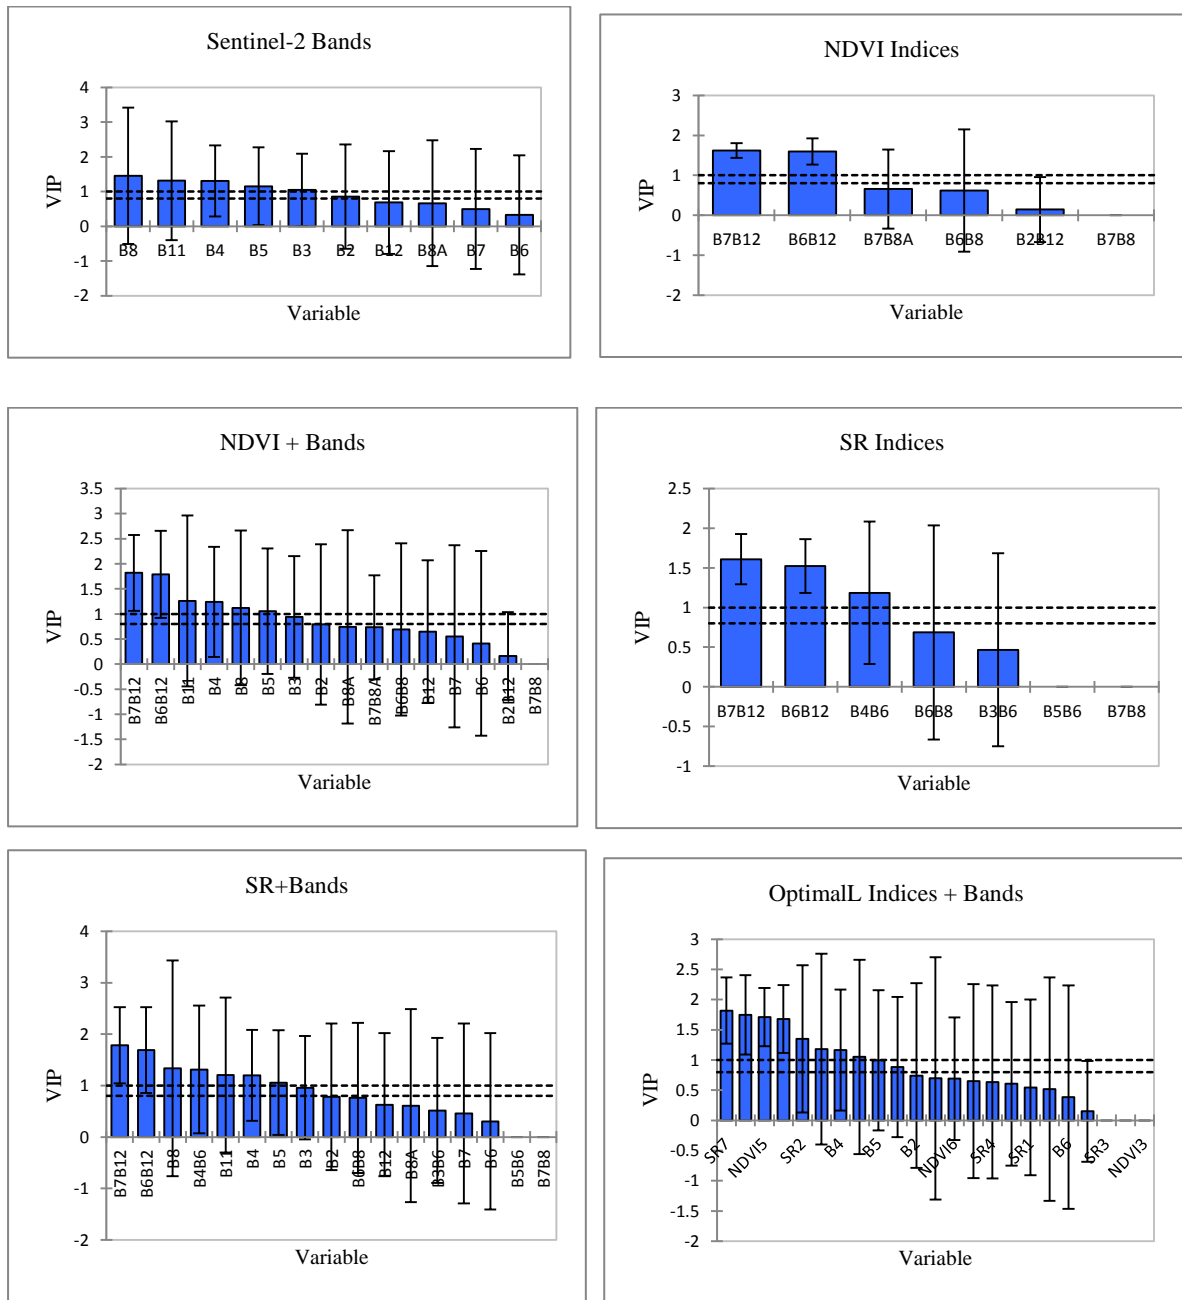 Sentinel-2 Bands
4
3
2
1
0
-1
-2
VIP
B8 B11 B4 B5 B3 B2 B12 B8A B7 B6
Variable
NDVI Indices
3
2
1
0
-1
-2
VIP
B7B12 B6B12 B7B8A B6B8 B2B12 B7B8
Variable
NDVI + Bands
3.5
3
2.5
2
1.5
1
0.5
0
-0.5
-1
-1.5
-2
VIP
B7B12 B6B12 B11 B4 B8 B5 B3 B2 B8A B7B8A B6B8 B12 B7 B6 B2B12 B7B8
Variable
SR Indices
2.5
2
1.5
1
0.5
0
-0.5
-1
VIP
B7B12 B6B12 B4B6 B6B8 B3B6 B5B6 B7B8
Variable
SR+Bands
4
3
2
1
0
-1
-2
VIP
B7B12 B6B12 B8 B4B6 B11 B4 B5 B3 B2 B6B8 B12 B8A B3B6 B7 B6 B5B6 B7B8
Variable
OptimalL Indices + Bands
3
2.5
2
1.5
1
0.5
0
-0.5
-1
-1.5
-2
VIP
SR7 NDVI5 SR2 B4 B5 B2 NDVI6 SR4 SR1 B6 SR3 NDVI3
Variable